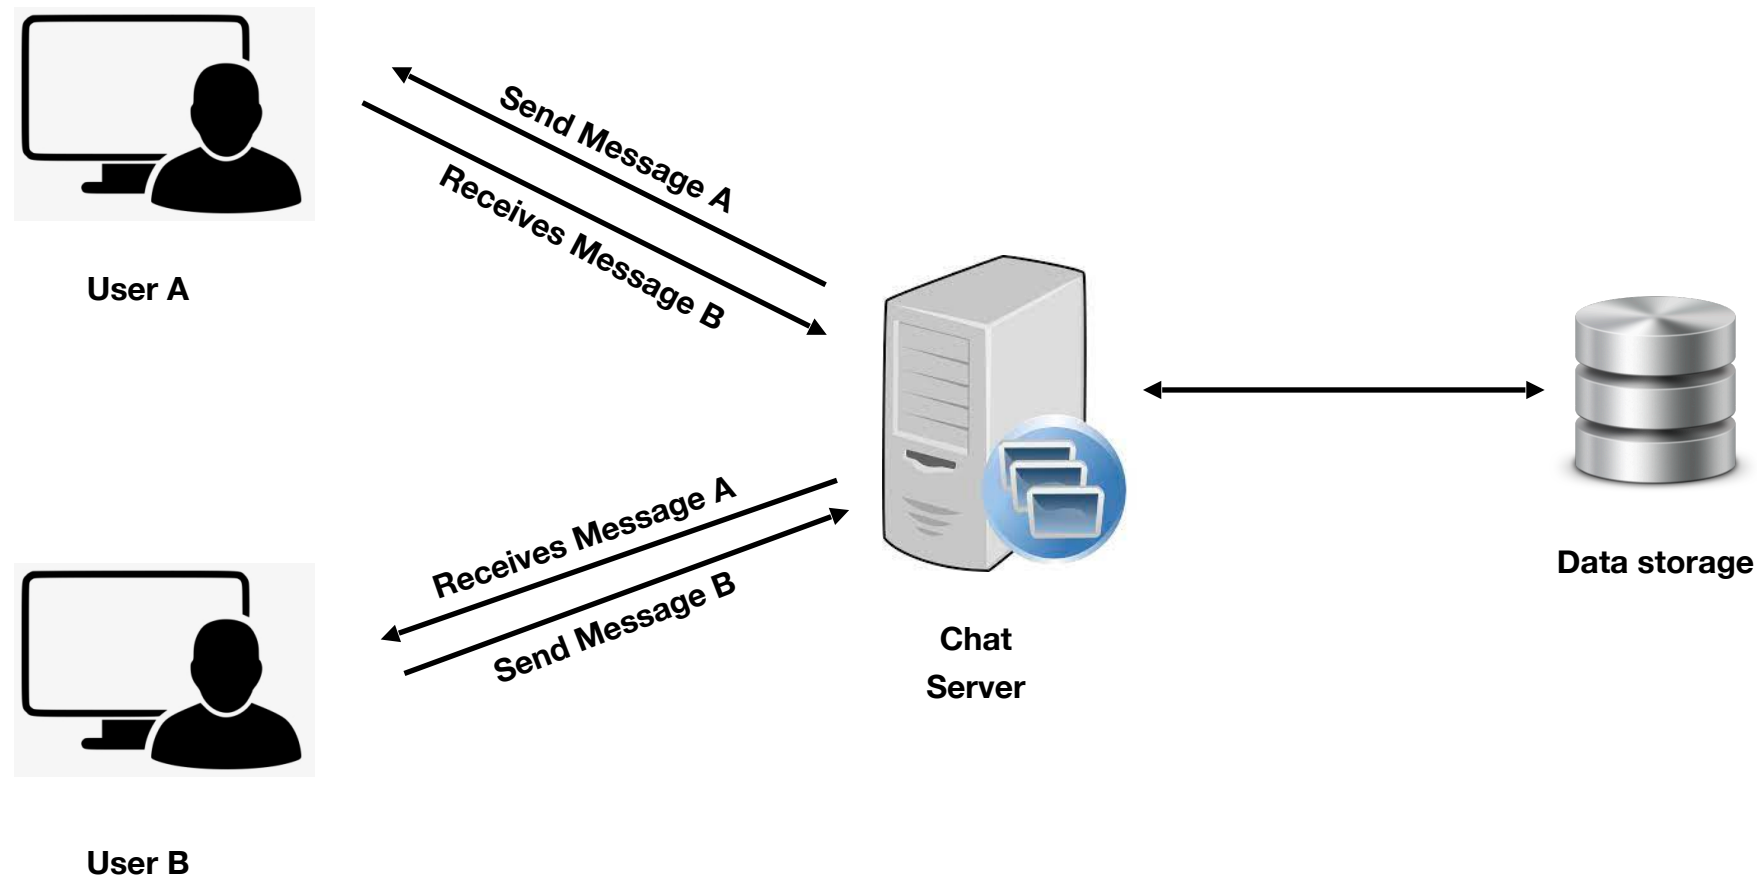 Send Message A
Receives Message B
User A
Receives Message A
Send Message B
Data storage
Chat
Server
User B